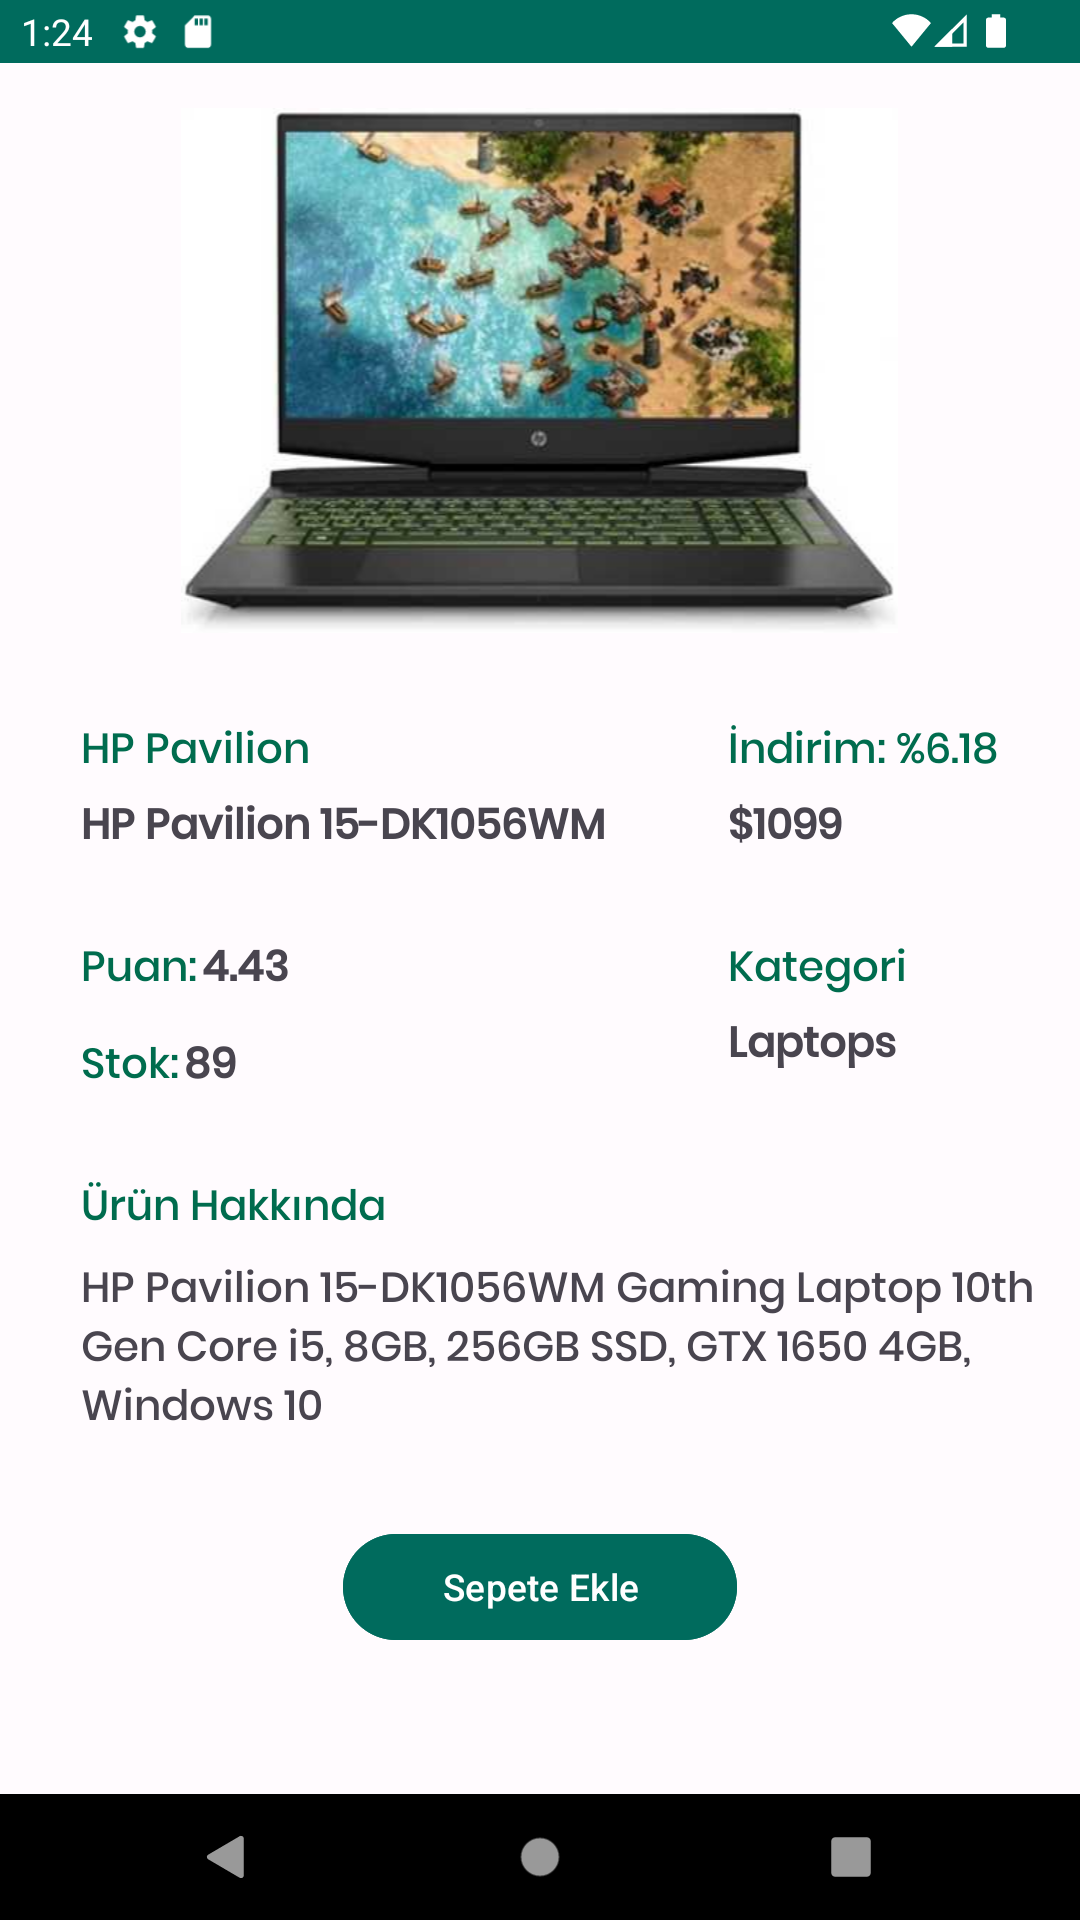 1:24
HP Pavilion
İndirim: %6.18
HP Pavilion 15-DK1056WM
$1099
Puan: 4.43
Kategori
Laptops
Stok: 89
Ürün Hakkında
HP Pavilion 15-DK1056WM Gaming Laptop 10th
Gen Core i5, 8GB, 256GB SSD, GTX 1650 4GB,
Windows 10
Sepete Ekle